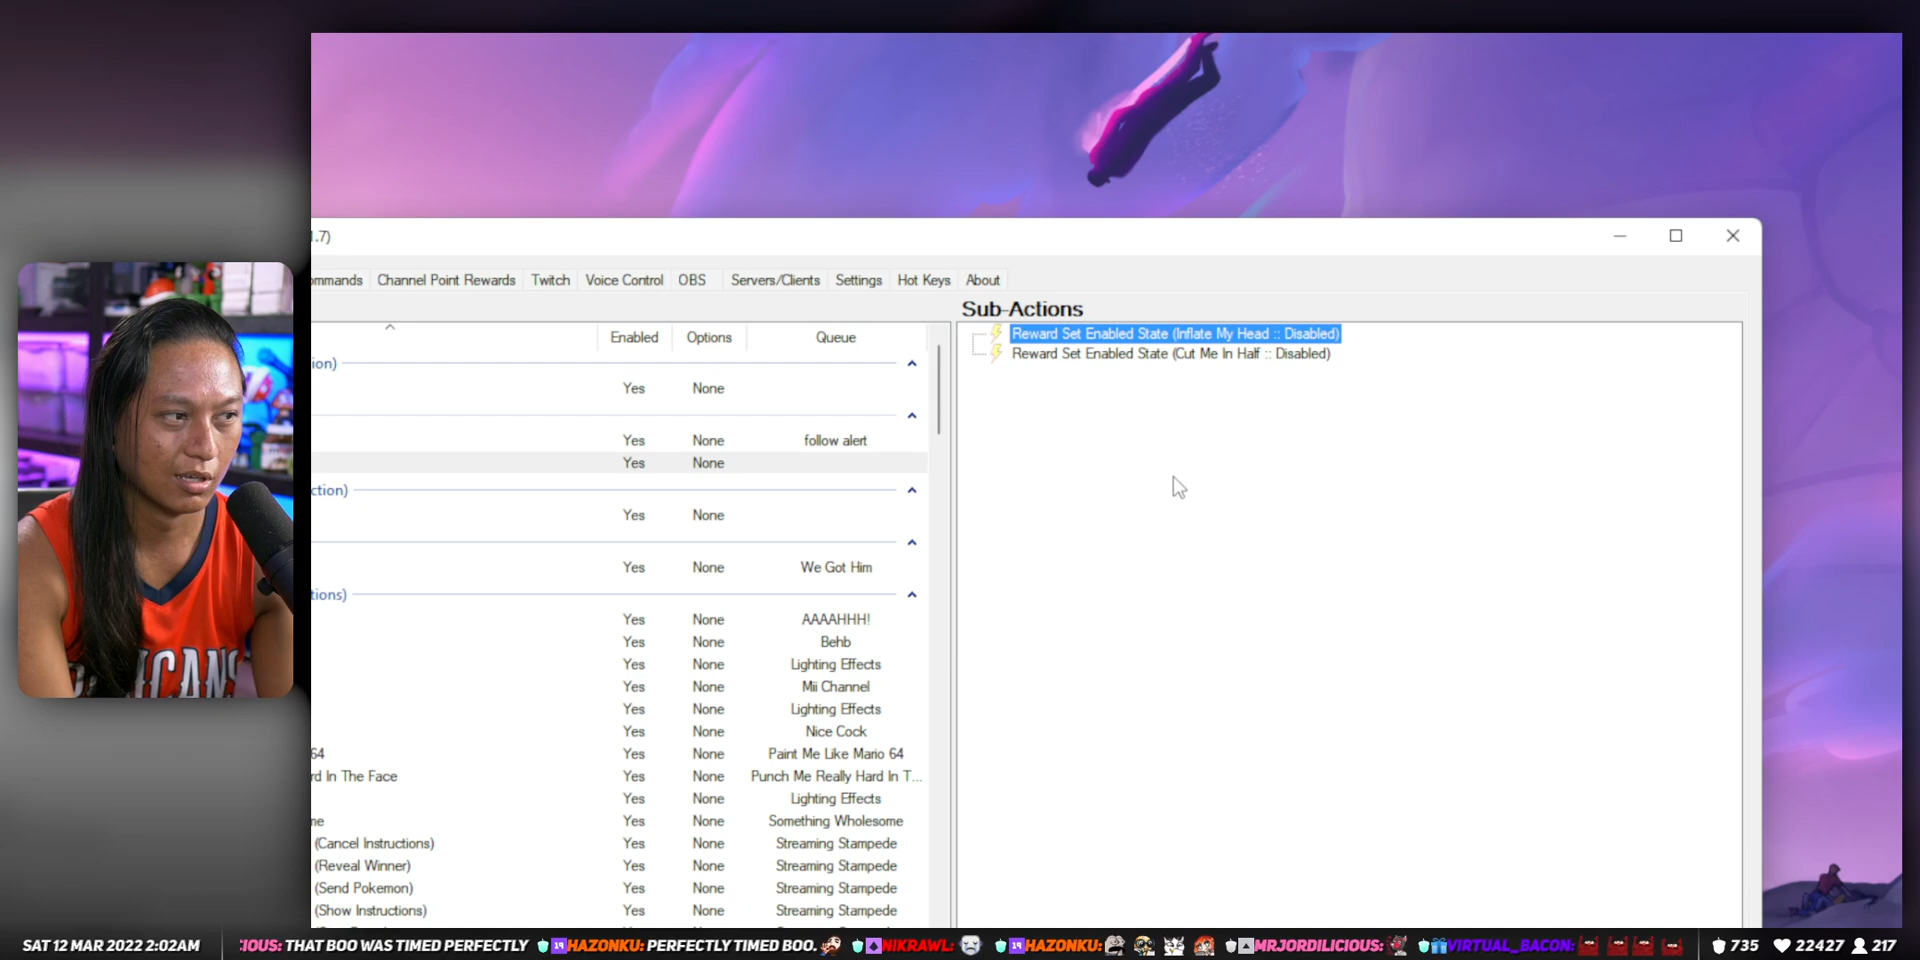 1.7)
ommands Channel Point Rewards Twitch Voice Control OBS Servers/Clients Settings Hot Keys About
Sub-Actions
Enabled Options Queue
Reward Set Enabled State (Inflate My Head :: Disabled)
Reward Set Enabled State (Cut Me In Half :: Disabled)
ion)
Yes None
Yes None follow alert
Yes None
ction)
Yes None
Yes None We Got Him
tions)
Yes None AAAAHHH!
Yes None Behb
Yes None Lighting Effects
Yes None Mii Channel
Yes None Lighting Effects
Yes None Nice Cock
64 Yes None Paint Me Like Mario 64
rd In The Face Yes None Punch Me Really Hard In T...
Yes None Lighting Effects
me Yes None Something Wholesome
(Cancel Instructions) Yes None Streaming Stampede
(Reveal Winner) Yes None Streaming Stampede
(Send Pokemon) Yes None Streaming Stampede
(Show Instructions) Yes None Streaming Stampede
SAT 12 MAR 2022 2:02AM CIOUS: THAT BOO WAS TIMED PERFECTLY 19 HAZONKU: PERFECTLY TIMED BOO. NIKRAWL: 19 HAZONKU: MRJORDILICIOUS: VIRTUAL_BACON: 735 22427 217